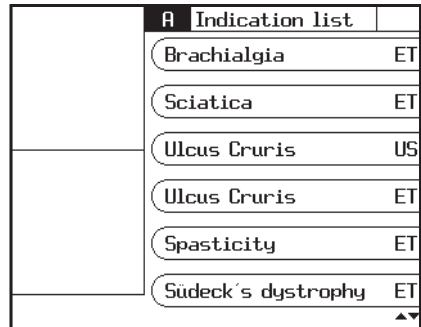 A Indication list
Brachialgia ET
Sciatica ET
Ulcus Cruris US
Ulcus Cruris ET
Spasticity ET
Südeck´s dystrophy ET